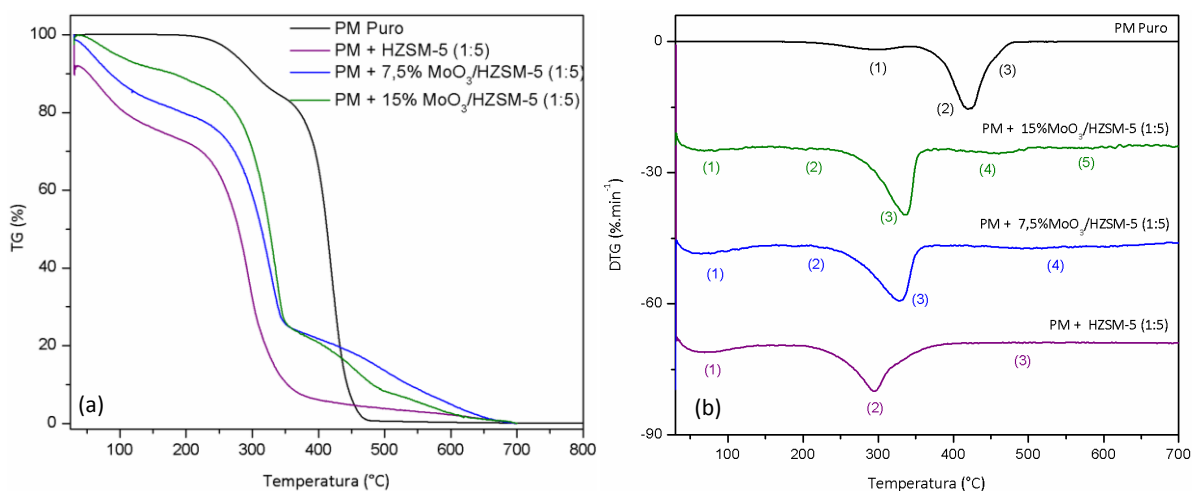 PM Puro
PM + HZSM-5 (1:5)
PM + 7,5% MoO₃/HZSM-5 (1:5)
PM + 15% MoO₃/HZSM-5 (1:5)
TG (%)
100
80
60
40
20
0
(a)
100 200 300 400 500 600 700 800
Temperatura (°C)
PM Puro
(1)
(2)
(3)
PM + 15%MoO₃/HZSM-5 (1:5)
(1)
(2)
(3)
(4)
(5)
PM + 7,5%MoO₃/HZSM-5 (1:5)
(1)
(2)
(3)
(4)
PM + HZSM-5 (1:5)
(1)
(2)
(3)
DTG (%.min⁻¹)
0
-30
-60
-90
(b)
100 200 300 400 500 600 700
Temperatura (°C)